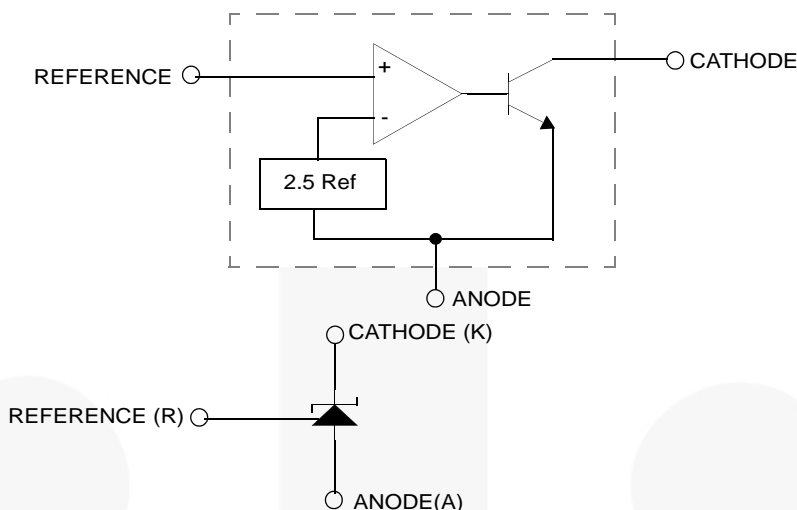 REFERENCE
+
CATHODE
-
2.5 Ref
ANODE
CATHODE (K)
REFERENCE (R)
ANODE(A)